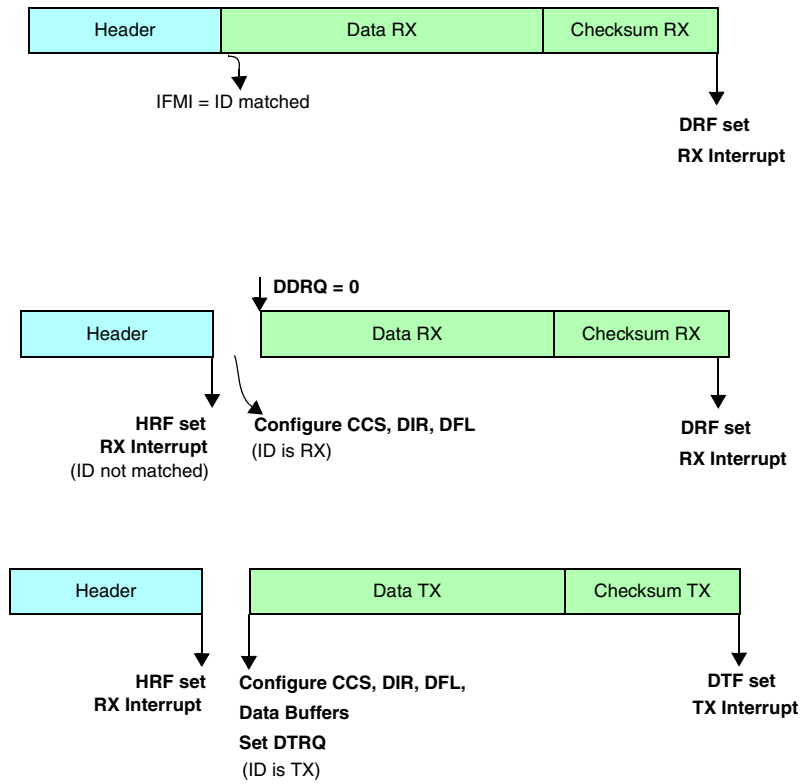 Header
Data RX
Checksum RX
IFMI = ID matched
DRF set
RX Interrupt
DDRQ = 0
Header
Data RX
Checksum RX
HRF set
RX Interrupt
(ID not matched)
Configure CCS, DIR, DFL
(ID is RX)
DRF set
RX Interrupt
Header
Data TX
Checksum TX
HRF set
RX Interrupt
Configure CCS, DIR, DFL,
Data Buffers
Set DTRQ
(ID is TX)
DTF set
TX Interrupt